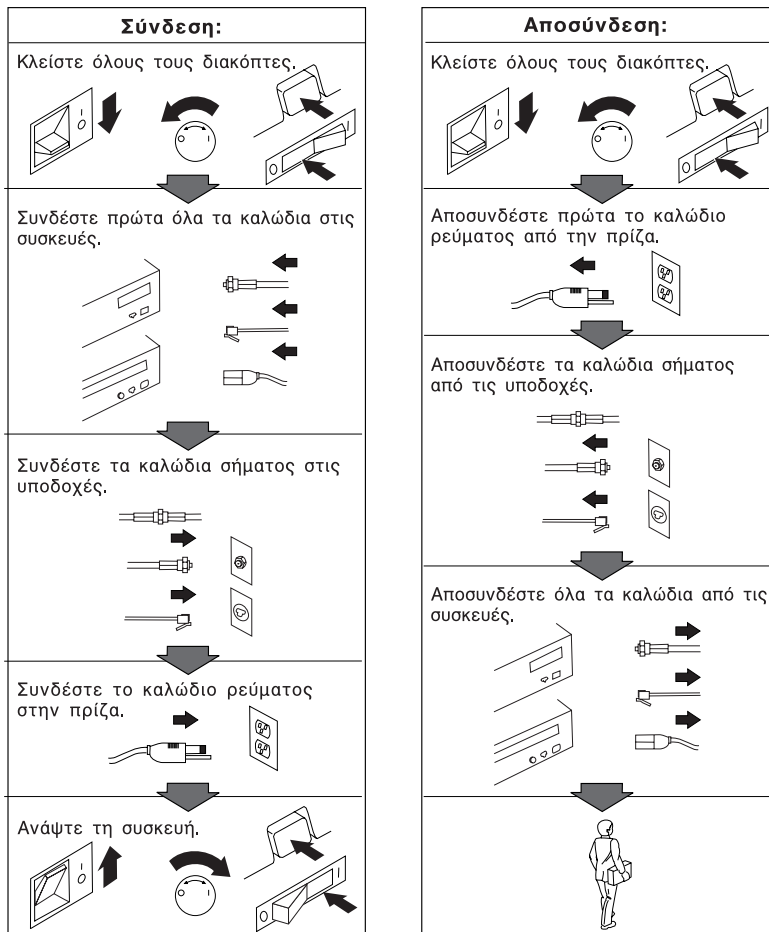 Σύνδεση:
Κλείστε όλους τους διακόπτες.
Συνδέστε πρώτα όλα τα καλώδια στις
συσκευές.
Συνδέστε τα καλώδια σήματος στις
υποδοχές.
Συνδέστε το καλώδιο ρεύματος
στην πρίζα.
Ανάψτε τη συσκευή.
Αποσύνδεση:
Κλείστε όλους τους διακόπτες.
Αποσυνδέστε πρώτα το καλώδιο
ρεύματος από την πρίζα.
Αποσυνδέστε τα καλώδια σήματος
από τις υποδοχές.
Αποσυνδέστε όλα τα καλώδια από τις
συσκευές.